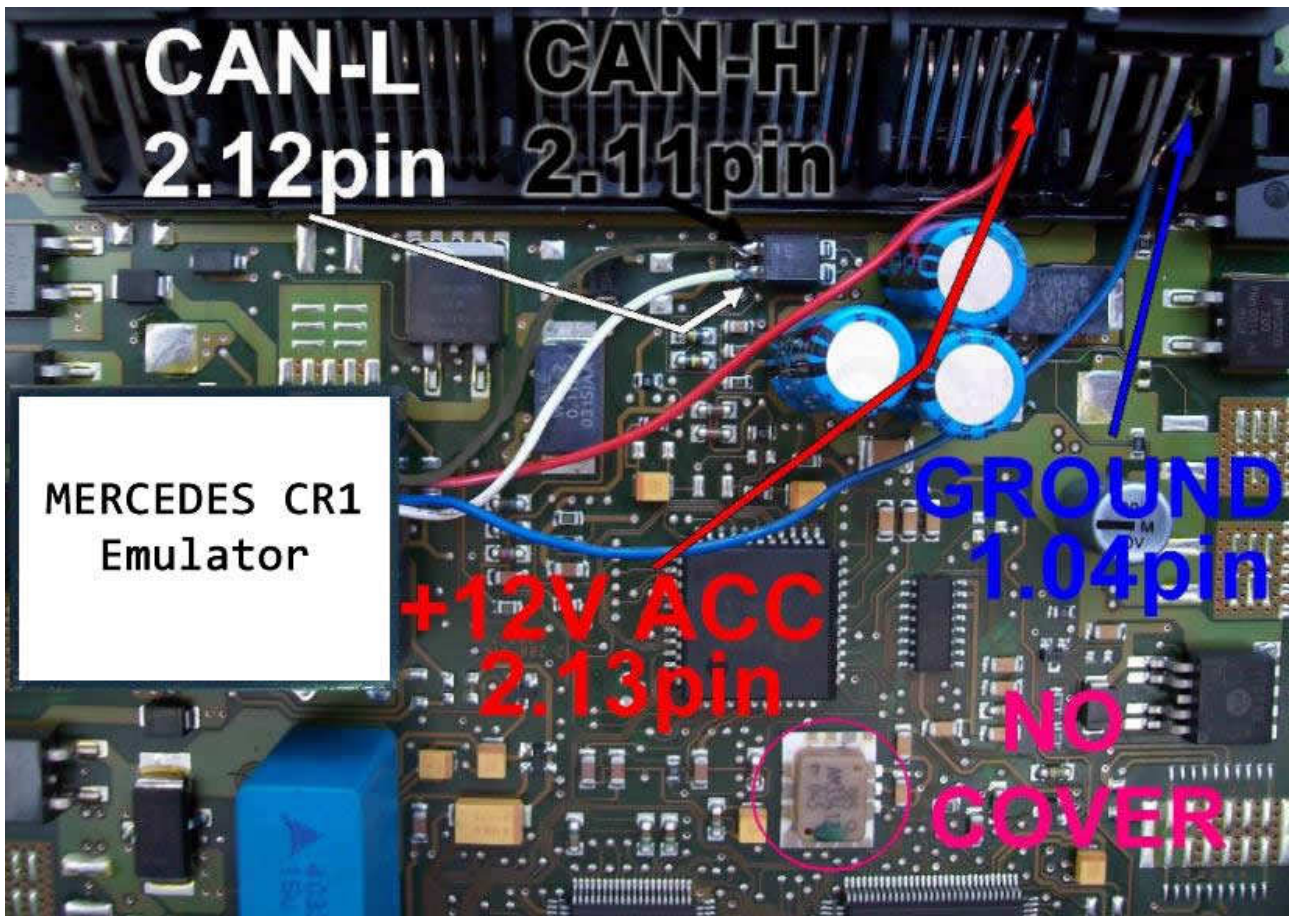 CAN-L
2.12pin
CAN-H
2.11pin
MERCEDES CR1
Emulator
GROUND
1.04pin
+12V ACC
2.13pin
NO
COVER